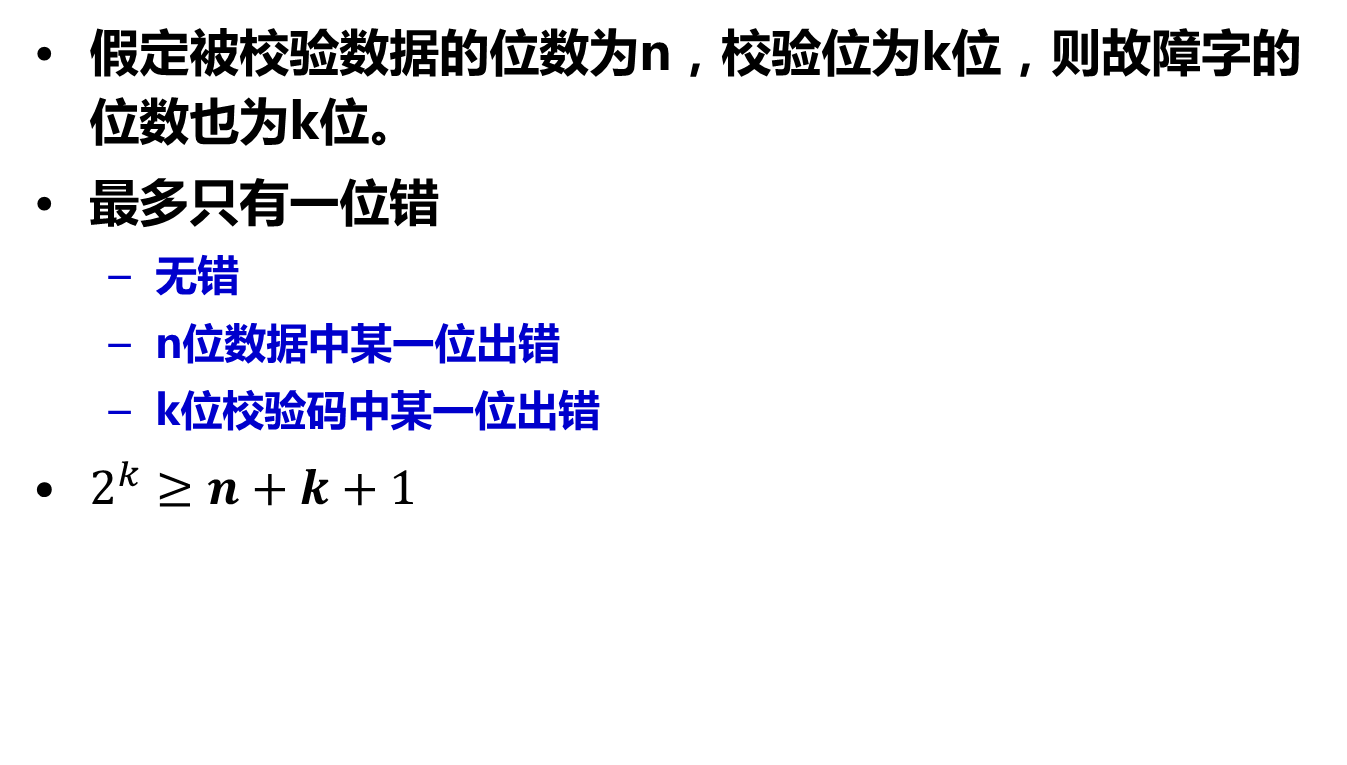 • 假定被校验数据的位数为n，校验位为k位，则故障字的
位数也为k位。
• 最多只有一位错
– 无错
– n位数据中某一位出错
– k位校验码中某一位出错
• 2^k ≥ n + k + 1